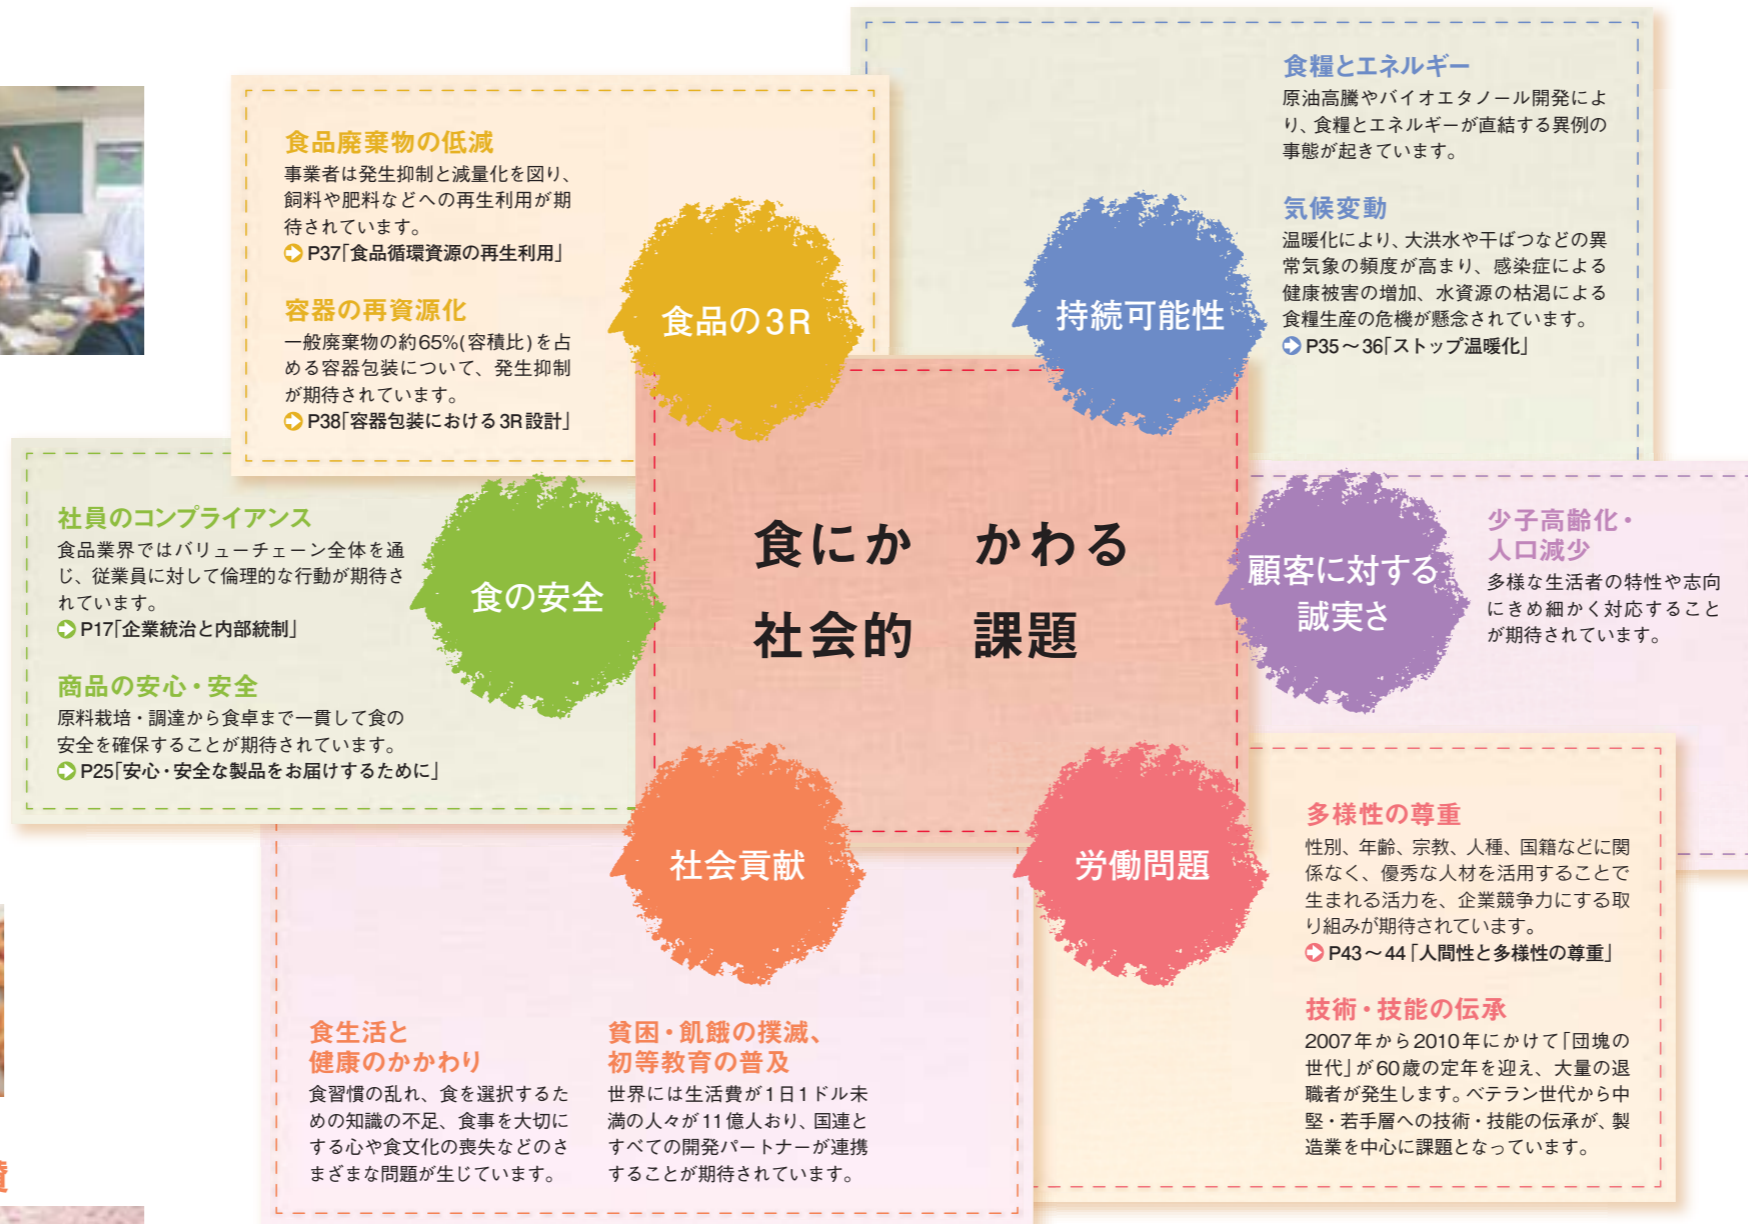 食品廃棄物の低減
事業者は発生抑制と減量化を図り、
飼料や肥料などへの再生利用が期
待されています。
P37「食品循環資源の再生利用」
容器の再資源化
一般廃棄物の約65%(容積比)を占
める容器包装について、発生抑制
が期待されています。
P38「容器包装における3R設計」
食品の3R
持続可能性
食糧とエネルギー
原油高騰やバイオエタノール開発によ
り、食糧とエネルギーが直結する異例の
事態が起きています。
気候変動
温暖化により、大洪水や干ばつなどの異
常気象の頻度が高まり、感染症による
健康被害の増加、水資源の枯渇による
食糧生産の危機が懸念されています。
P35～36「ストップ温暖化」
社員のコンプライアンス
食品業界ではバリューチェーン全体を通
じ、従業員に対して倫理的な行動が期待さ
れています。
P17「企業統治と内部統制」
商品の安心・安全
原料栽培・調達から食卓まで一貫して食の
安全を確保することが期待されています。
P25「安心・安全な製品をお届けするために」
食の安全
食にか かわる
社会的 課題
顧客に対する
誠実さ
少子高齢化・
人口減少
多様な生活者の特性や志向
にきめ細かく対応すること
が期待されています。
社会貢献
労働問題
食生活と
健康のかかわり
食習慣の乱れ、食を選択するた
めの知識の不足、食事を大切に
する心や食文化の喪失などのさ
まざまな問題が生じています。
貧困・飢餓の撲滅、
初等教育の普及
世界には生活費が1日1ドル未
満の人々が11億人おり、国連と
すべての開発パートナーが連携
することが期待されています。
多様性の尊重
性別、年齢、宗教、人種、国籍などに関
係なく、優秀な人材を活用することで
生まれる活力を、企業競争力にする取
り組みが期待されています。
P43～44「人間性と多様性の尊重」
技術・技能の伝承
2007年から2010年にかけて「団塊の
世代」が60歳の定年を迎え、大量の退
職者が発生します。ベテラン世代から中
堅・若手層への技術・技能の伝承が、製
造業を中心に課題となっています。